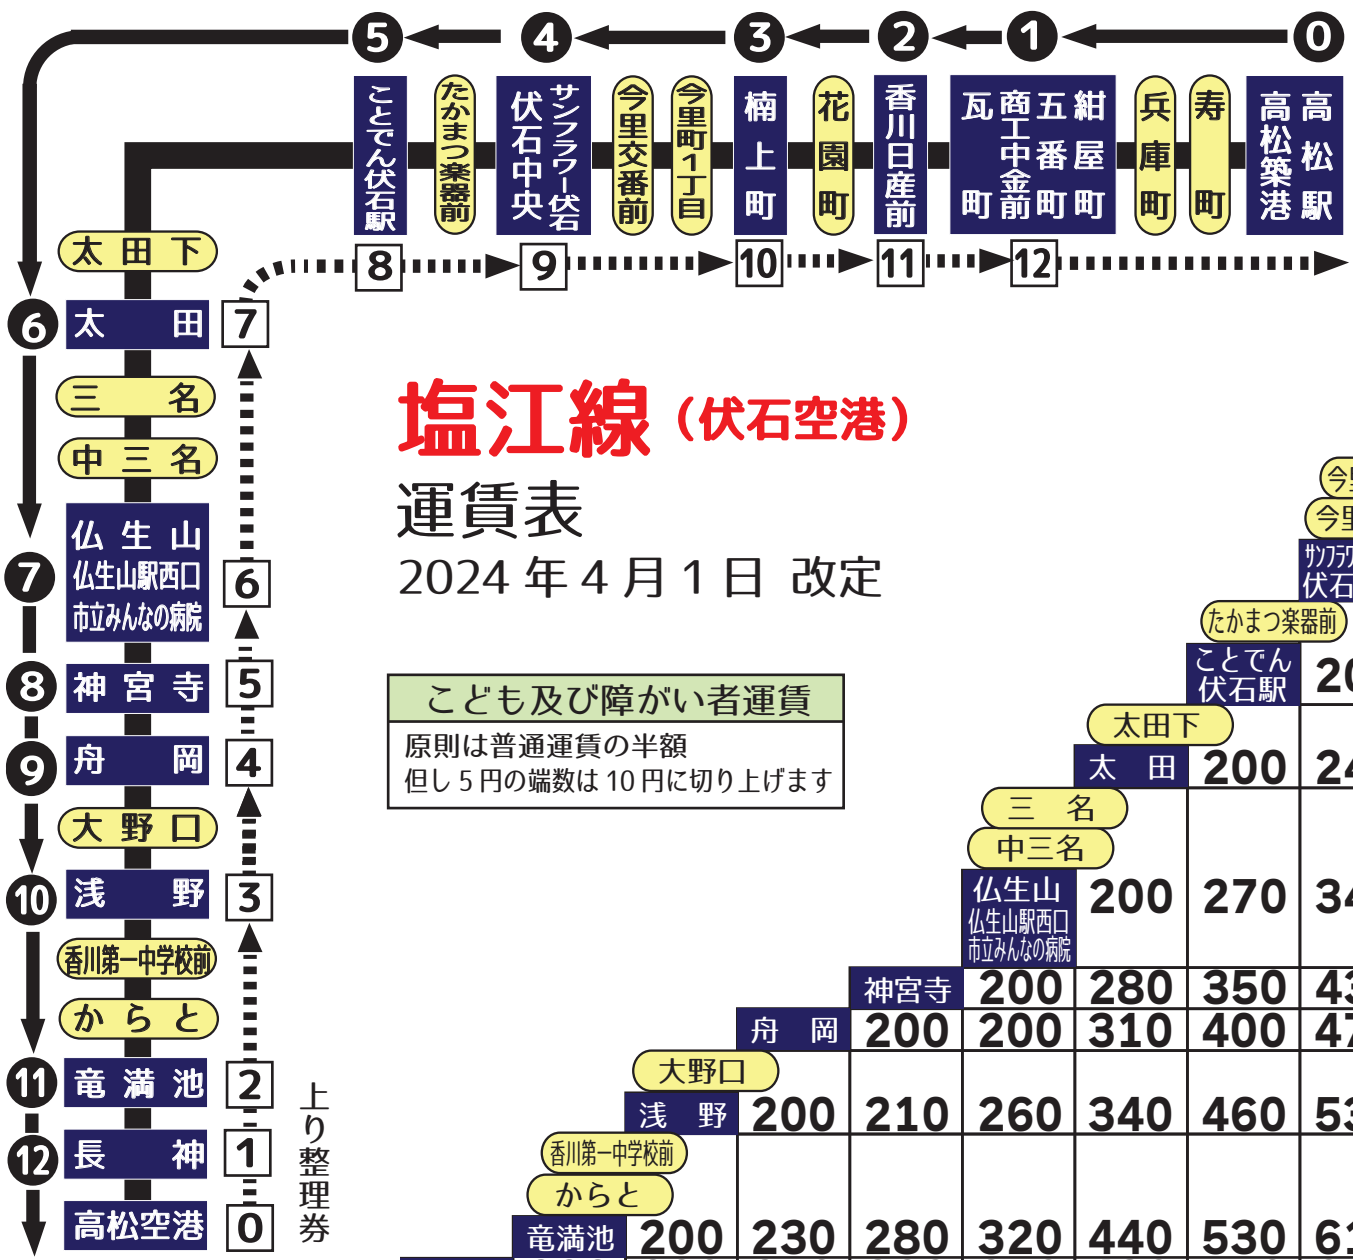 5 4 3 2 1 0
ことでん伏石駅
たかまつ楽器前
サンフラワー伏石
伏石中央
今里交番前
今里町1丁目
楠上町
花園町
香川日産前
紺屋町
五番町
商工中金前
瓦町
兵庫町
寿町
高松駅
高松築港
8 9 10 11 12
太田下
6 太田 7
三名
中三名
仏生山
7 仏生山駅西口 6
市立みんなの病院
8 神宮寺 5
9 舟岡 4
大野口
10 浅野 3
香川第一中学校前
からと
11 竜満池 2
12 長神 1
高松空港 0
上り整理券
塩江線（伏石空港）
運賃表
2024年4月1日 改定
こども及び障がい者運賃
原則は普通運賃の半額
但し5円の端数は10円に切り上げます
たかまつ楽器前
ことでん
伏石駅
太田下
太田 200
三名
中三名
仏生山
仏生山駅西口
市立みんなの病院
200 270
神宮寺 200 280 350
舟岡 200 200 310 400
大野口
浅野 200 210 260 340 460
香川第一中学校前
からと
竜満池 200 230 280 320 440 530